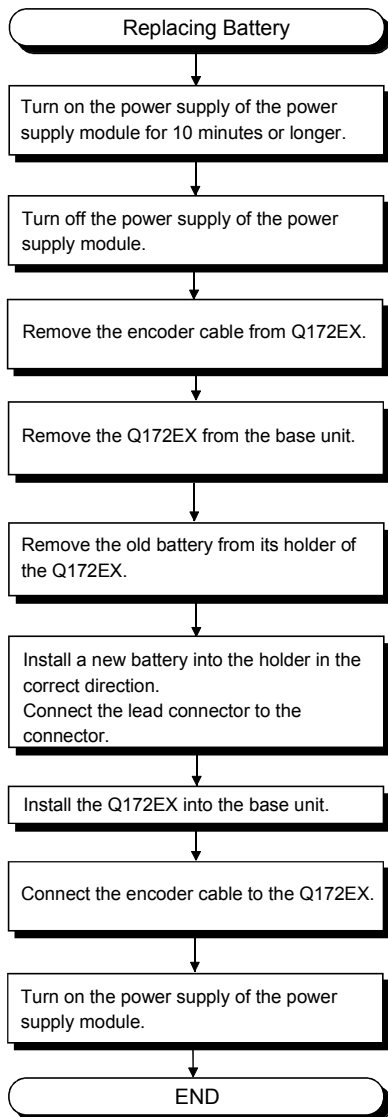 Replacing Battery
Turn on the power supply of the power
supply module for 10 minutes or longer.
Turn off the power supply of the power
supply module.
Remove the encoder cable from Q172EX.
Remove the Q172EX from the base unit.
Remove the old battery from its holder of
the Q172EX.
Install a new battery into the holder in the
correct direction.
Connect the lead connector to the
connector.
Install the Q172EX into the base unit.
Connect the encoder cable to the Q172EX.
Turn on the power supply of the power
supply module.
END